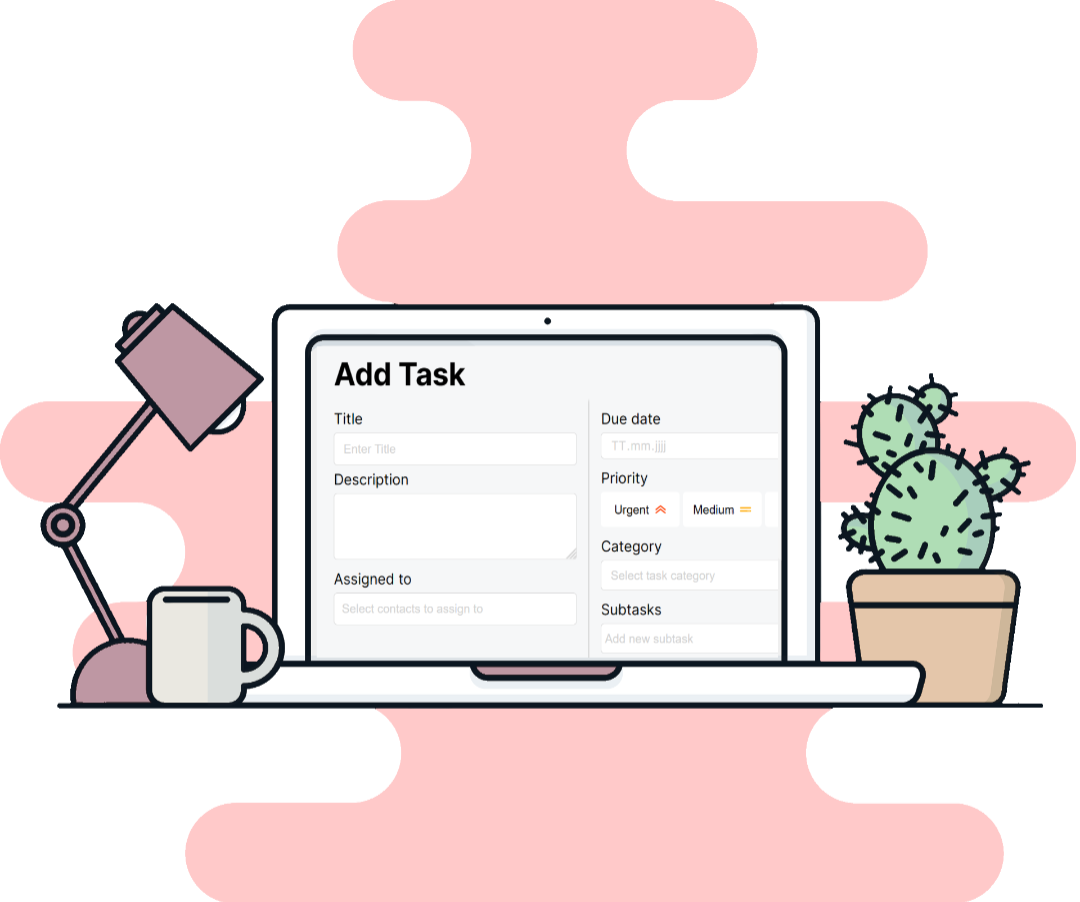 Add Task
Title
Enter Title
Description
Assigned to
Select contacts to assign to
Due date
TT.mm.jjjj
Priority
Urgent
Medium
Category
Select task category
Subtasks
Add new subtask